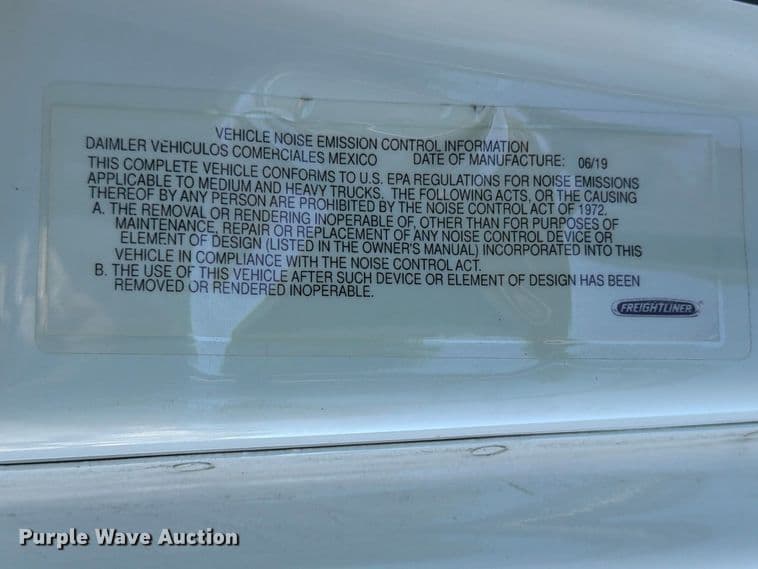 VEHICLE NOISE EMISSION CONTROL INFORMATION
DAIMLER VEHICULOS COMERCIALES MEXICO DATE OF MANUFACTURE: 06/19
THIS COMPLETE VEHICLE CONFORMS TO U.S. EPA REGULATIONS FOR NOISE EMISSIONS
APPLICABLE TO MEDIUM AND HEAVY TRUCKS. THE FOLLOWING ACTS, OR THE CAUSING
THEREOF BY ANY PERSON ARE PROHIBITED BY THE NOISE CONTROL ACT OF 1972.
A. THE REMOVAL OR RENDERING INOPERABLE OF, OTHER THAN FOR PURPOSES OF
MAINTENANCE, REPAIR OR REPLACEMENT OF ANY NOISE CONTROL DEVICE OR
ELEMENT OF DESIGN (LISTED IN THE OWNER'S MANUAL) INCORPORATED INTO THIS
VEHICLE IN COMPLIANCE WITH THE NOISE CONTROL ACT.
B. THE USE OF THIS VEHICLE AFTER SUCH DEVICE OR ELEMENT OF DESIGN HAS BEEN
REMOVED OR RENDERED INOPERABLE.
FREIGHTLINER
Purple Wave Auction